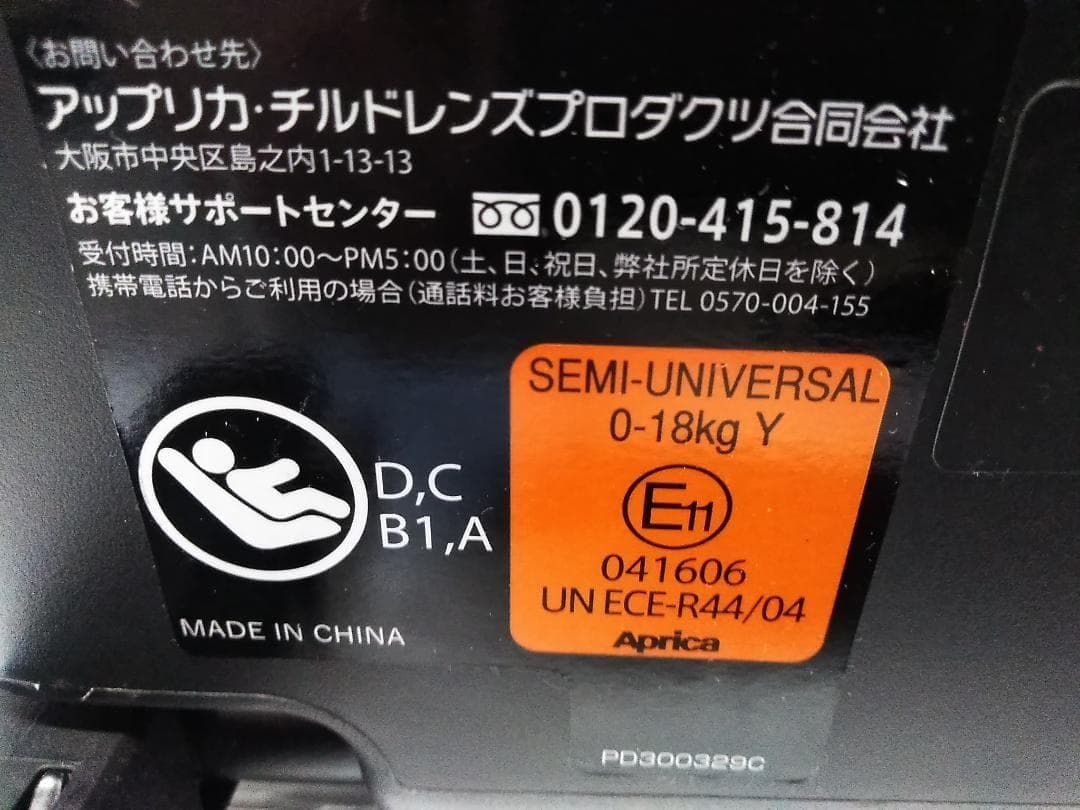 〈お問い合わせ先〉
アップリカ・チルドレンズプロダクツ合同会社
大阪市中央区島之内1-13-13
お客様サポートセンター 0120-415-814
受付時間：AM10：00～PM5：00（土、日、祝日、弊社所定休日を除く）
携帯電話からご利用の場合（通話料お客様負担）TEL 0570-004-155
SEMI-UNIVERSAL
0-18kg Y
D,C
B1,A
E11
041606
UN ECE-R44/04
Aprica
MADE IN CHINA
PD300329C